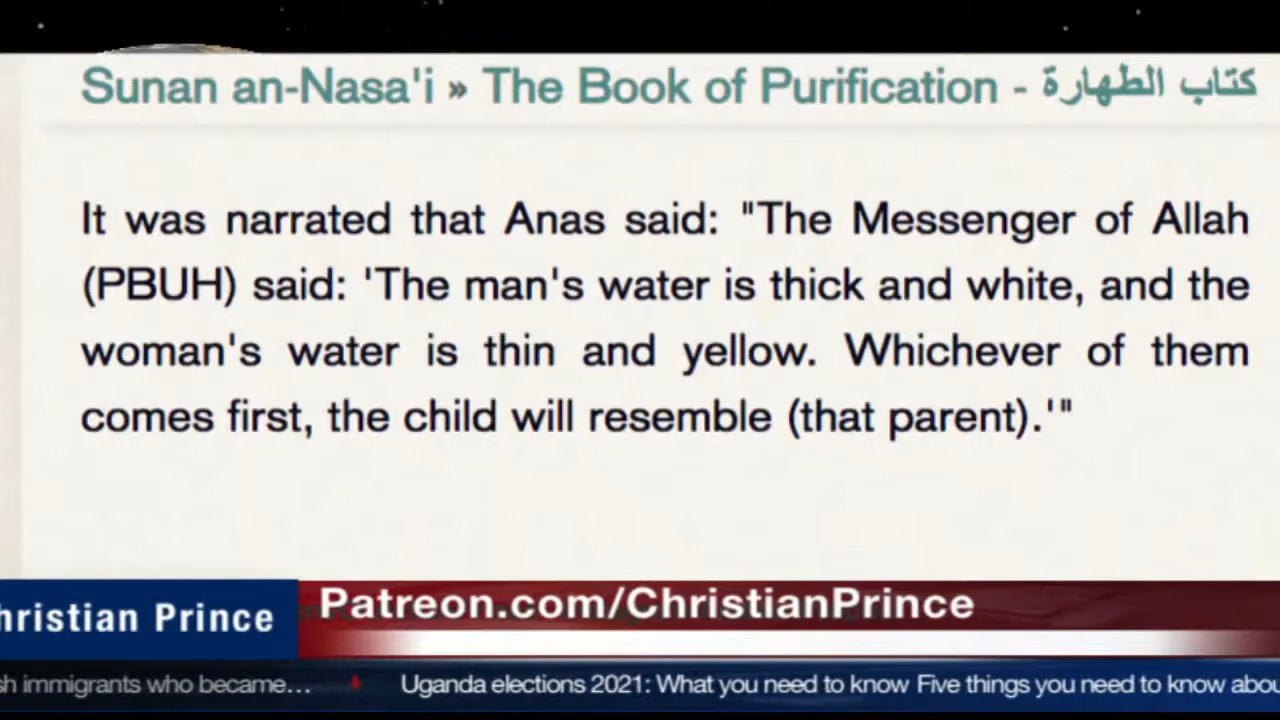 Sunan an-Nasa'i » The Book of Purification - كتاب الطهارة
It was narrated that Anas said: "The Messenger of Allah
(PBUH) said: 'The man's water is thick and white, and the
woman's water is thin and yellow. Whichever of them
comes first, the child will resemble (that parent).'"
hristian Prince
Patreon.com/ChristianPrince
sh immigrants who became...
Uganda elections 2021: What you need to know Five things you need to know abou